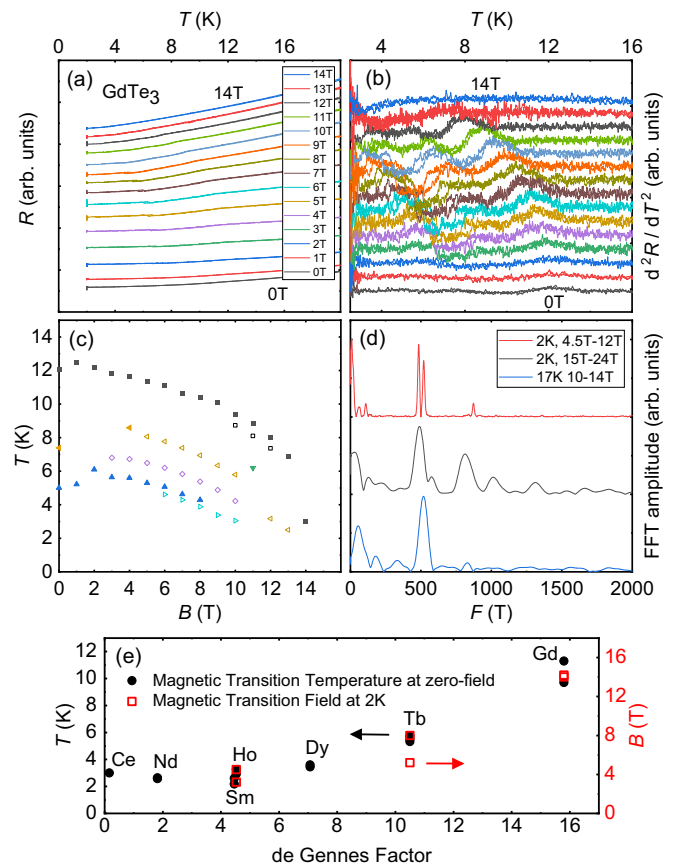 T (K)
T (K)
0 4 8 12 16
4 8 12 16
(a) GdTe3 14T
14T
13T
12T
11T
10T
9T
8T
7T
6T
5T
4T
3T
2T
1T
0T
0T
R (arb. units)
(b) 14T
0T
d²R / dT² (arb. units)
(c)
14
12
10
8
6
4
2
0
T (K)
0 2 4 6 8 10 12 14
B (T)
(d)
2K, 4.5T-12T
2K, 15T-24T
17K 10-14T
FFT amplitude (arb. units)
0 500 1000 1500 2000
F (T)
(e)
Magnetic Transition Temperature at zero-field
Magnetic Transition Field at 2K
Gd
Tb
Ce
Nd
Ho
Sm
Dy
12
10
8
6
4
2
0
T (K)
16
12
8
4
0
B (T)
0 2 4 6 8 10 12 14 16
de Gennes Factor